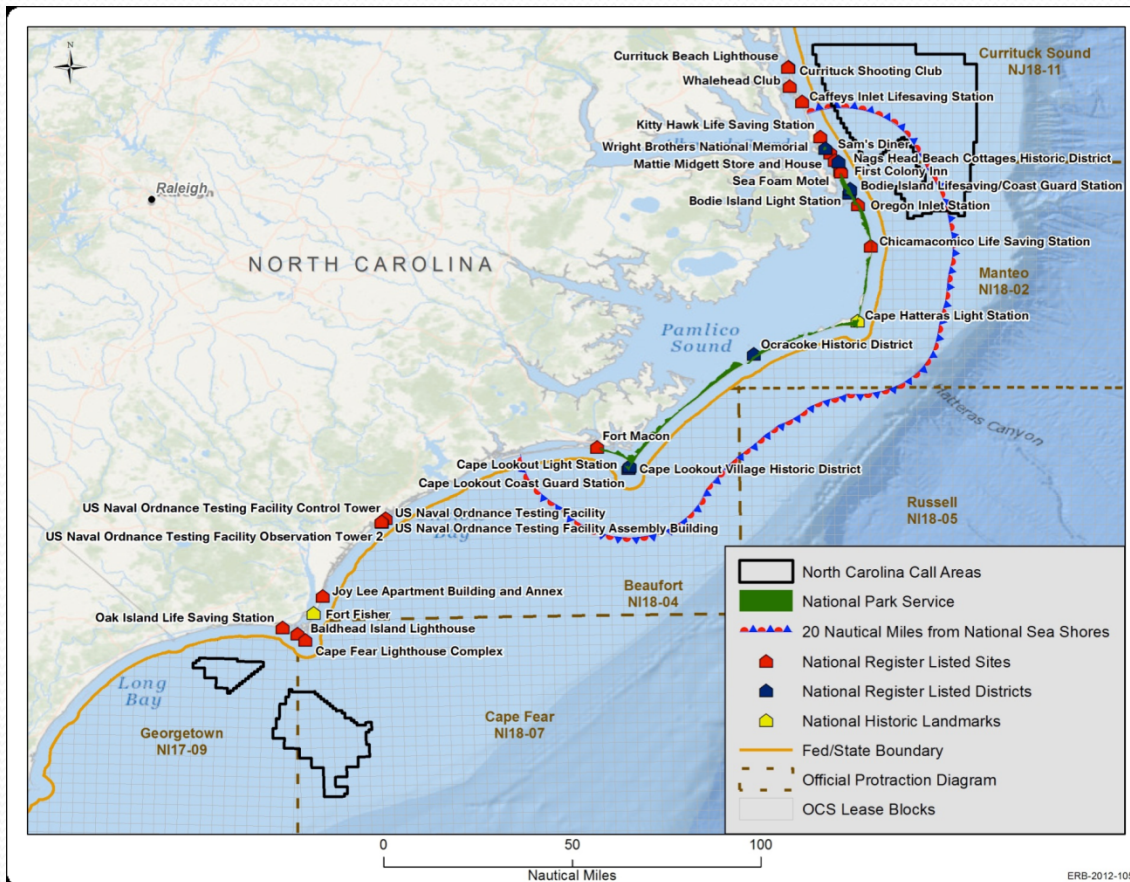 N
Currituck Beach Lighthouse
Currituck Shooting Club
Whalehead Club
Caffeys Inlet Lifesaving Station
Currituck Sound
NJ18-11
Kitty Hawk Life Saving Station
Sam's Diner
Wright Brothers National Memorial
Nags Head Beach Cottages Historic District
Mattie Midgett Store and House
First Colony Inn
Sea Foam Motel
Bodie Island Lifesaving/Coast Guard Station
Bodie Island Light Station
Oregon Inlet Station
Raleigh
Chicamacomico Life Saving Station
NORTH CAROLINA
Manteo
NI18-02
Cape Hatteras Light Station
Pamlico
Sound
Ocracoke Historic District
Hatteras Canyon
Fort Macon
Cape Lookout Light Station
Cape Lookout Village Historic District
Cape Lookout Coast Guard Station
US Naval Ordnance Testing Facility Control Tower
US Naval Ordnance Testing Facility
US Naval Ordnance Testing Facility Assembly Building
Bay
US Naval Ordnance Testing Facility Observation Tower 2
Russell
NI18-05
Beaufort
NI18-04
Joy Lee Apartment Building and Annex
Fort Fisher
Oak Island Life Saving Station
Baldhead Island Lighthouse
Cape Fear Lighthouse Complex
Long
Bay
Georgetown
NI17-09
Cape Fear
NI18-07
North Carolina Call Areas
National Park Service
20 Nautical Miles from National Sea Shores
National Register Listed Sites
National Register Listed Districts
National Historic Landmarks
Fed/State Boundary
Official Protraction Diagram
OCS Lease Blocks
0 50 100
Nautical Miles